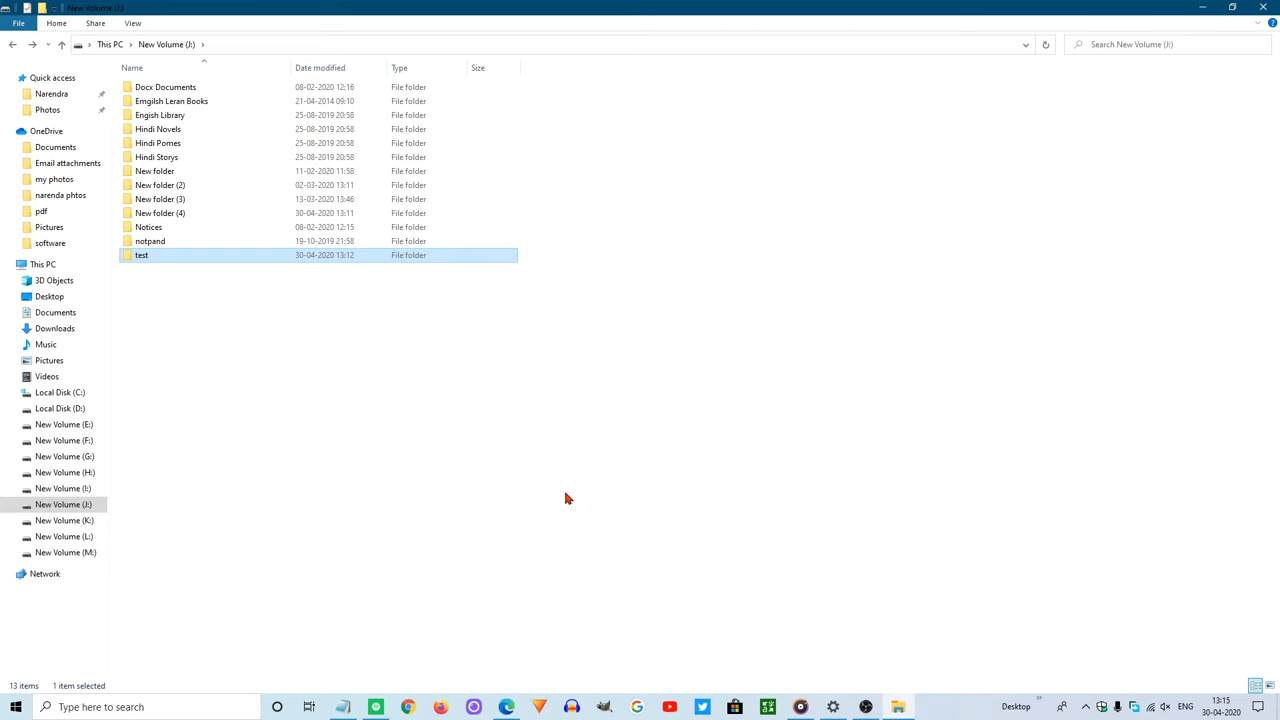 New Volume (J:)
File Home Share View
This PC New Volume (J:) Search New Volume (J:)
Name Date modified Type Size
Docx Documents 08-02-2020 12:16 File folder
Emgilsh Leran Books 21-04-2014 09:10 File folder
Engish Library 25-08-2019 20:58 File folder
Hindi Novels 25-08-2019 20:58 File folder
Hindi Pomes 25-08-2019 20:58 File folder
Hindi Storys 25-08-2019 20:58 File folder
New folder 11-02-2020 11:58 File folder
New folder (2) 02-03-2020 13:11 File folder
New folder (3) 13-03-2020 13:46 File folder
New folder (4) 30-04-2020 13:11 File folder
Notices 08-02-2020 12:15 File folder
notpand 19-10-2019 21:58 File folder
test 30-04-2020 13:12 File folder
Quick access
Narendra
Photos
OneDrive
Documents
Email attachments
my photos
narenda phtos
pdf
Pictures
software
This PC
3D Objects
Desktop
Documents
Downloads
Music
Pictures
Videos
Local Disk (C:)
Local Disk (D:)
New Volume (E:)
New Volume (F:)
New Volume (G:)
New Volume (H:)
New Volume (I:)
New Volume (J:)
New Volume (K:)
New Volume (L:)
New Volume (M:)
Network
13 items 1 item selected
Type here to search
Desktop
ENG
13:15
30-04-2020